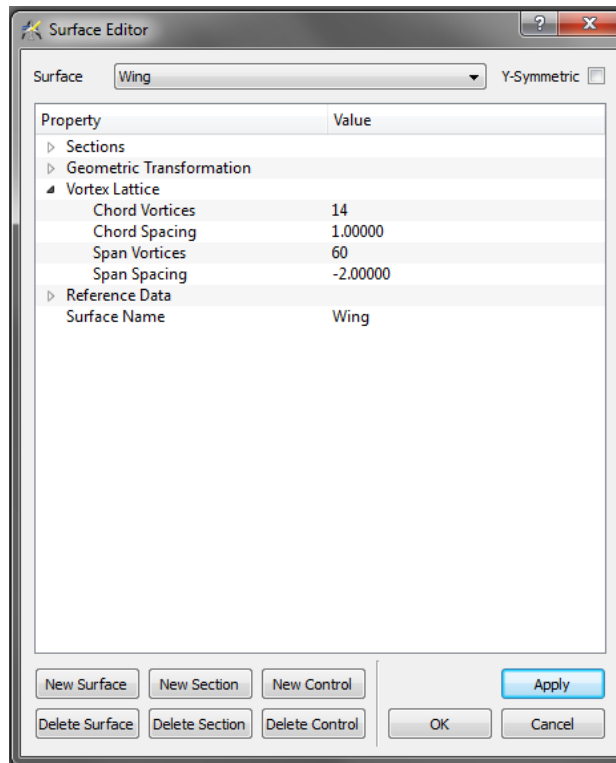 Surface Editor
?
Surface Wing Y-Symmetric
Property Value
Sections
Geometric Transformation
Vortex Lattice
Chord Vortices 14
Chord Spacing 1.00000
Span Vortices 60
Span Spacing -2.00000
Reference Data
Surface Name Wing
New Surface New Section New Control Apply
Delete Surface Delete Section Delete Control OK Cancel